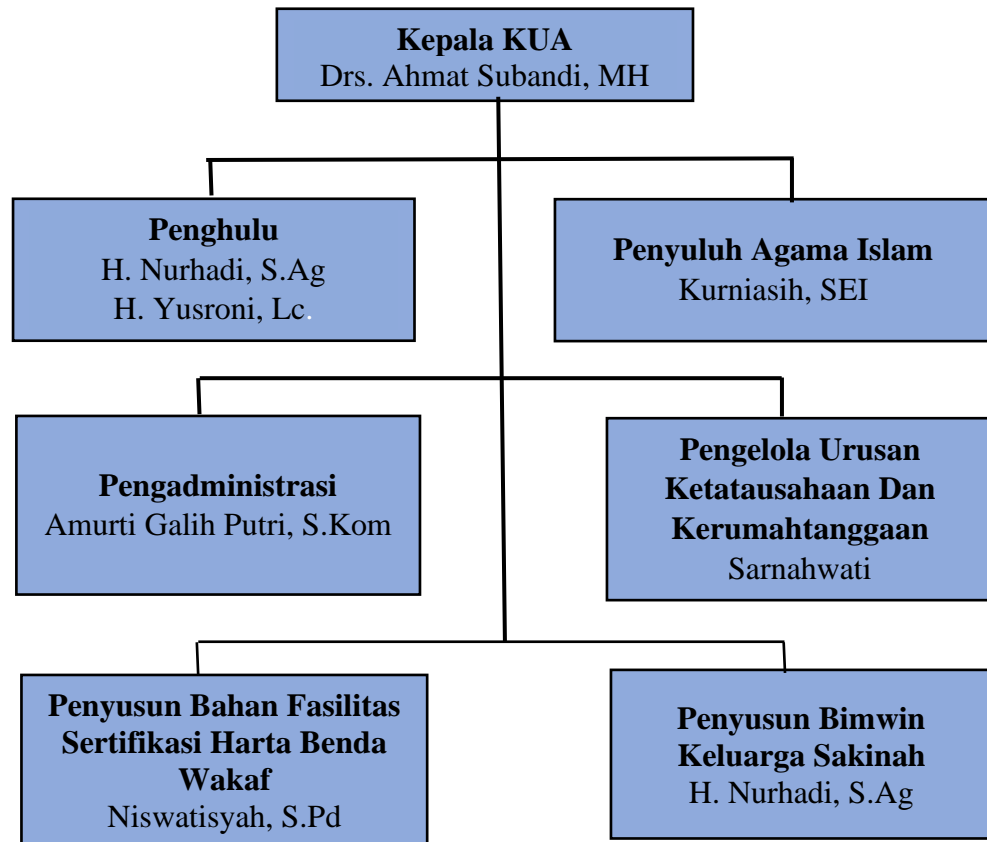 Kepala KUA
Drs. Ahmat Subandi, MH
Penghulu
H. Nurhadi, S.Ag
H. Yusroni, Lc.
Penyuluh Agama Islam
Kurniasih, SEI
Pengadministrasi
Amurti Galih Putri, S.Kom
Pengelola Urusan
Ketatausahaan Dan
Kerumahtanggaan
Sarnahwati
Penyusun Bahan Fasilitas
Sertifikasi Harta Benda
Wakaf
Niswatisyah, S.Pd
Penyusun Bimwin
Keluarga Sakinah
H. Nurhadi, S.Ag